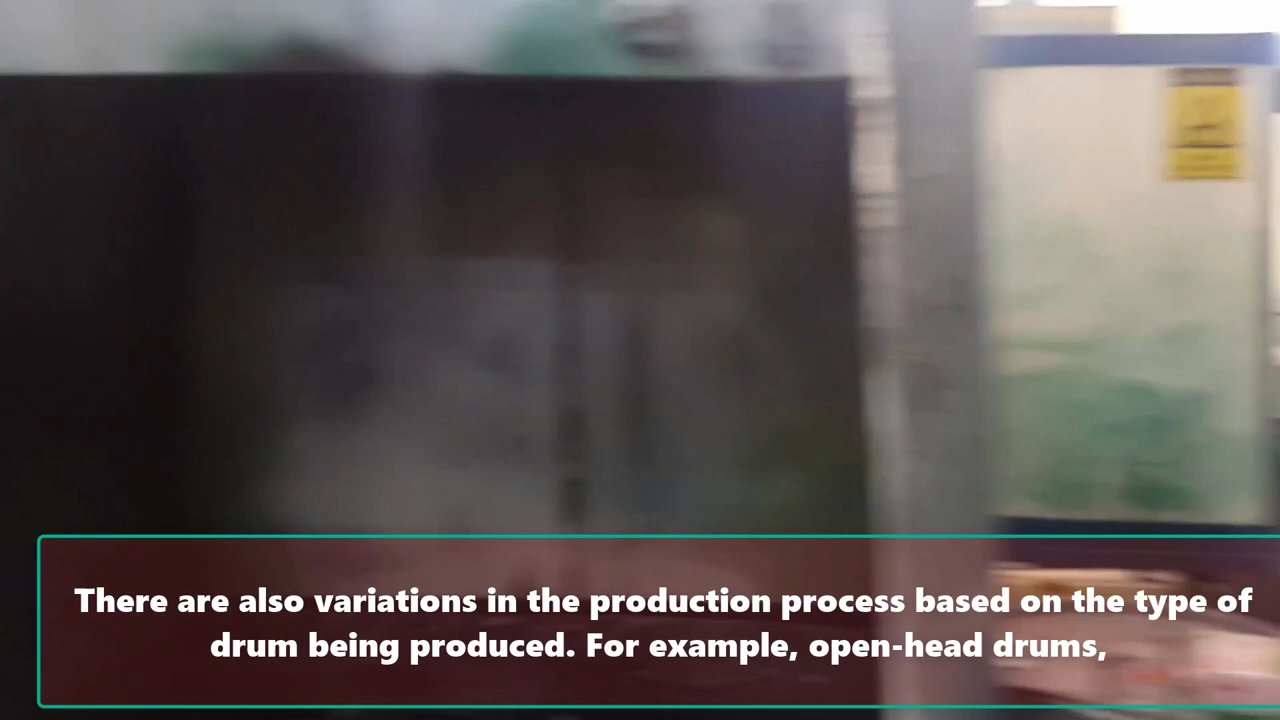 There are also variations in the production process based on the type of
drum being produced. For example, open-head drums,